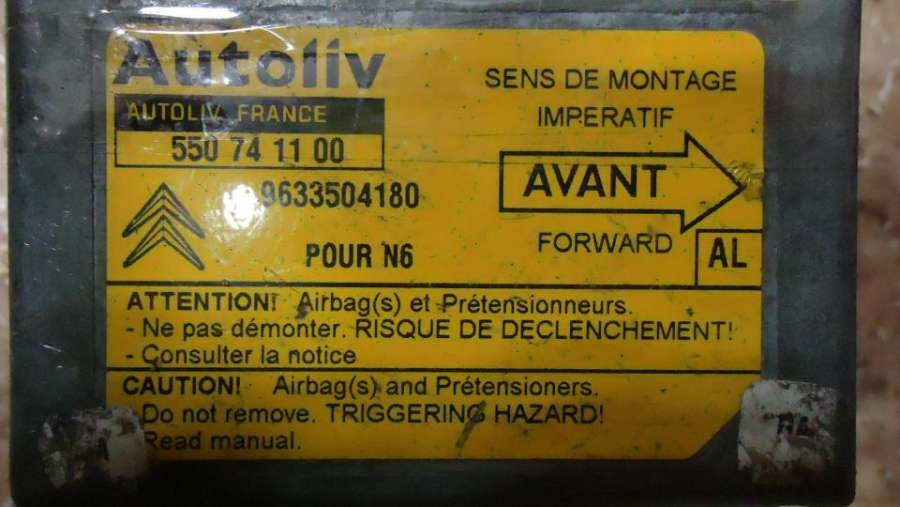 Autoliv
AUTOLIV FRANCE
550 74 11 00
9633504180
POUR N6
SENS DE MONTAGE
IMPERATIF
AVANT
FORWARD
AL
ATTENTION! Airbag(s) et Prétensionneurs.
- Ne pas démonter. RISQUE DE DECLENCHEMENT!
- Consulter la notice
CAUTION! Airbag(s) and Prétensioners.
Do not remove. TRIGGERING HAZARD!
Read manual.